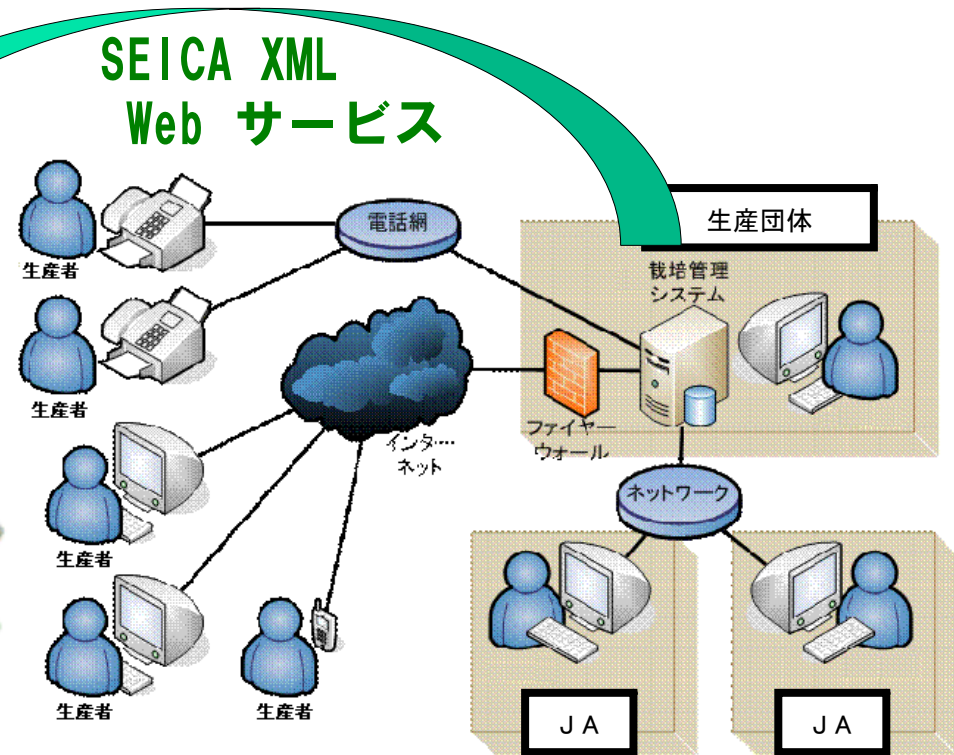 SEICA XML
Web サービス
生産団体
電話網
生産者
栽培管理
システム
生産者
インター
ネット
ファイヤー
ウォール
ネットワーク
生産者
生産者
生産者
JA
JA